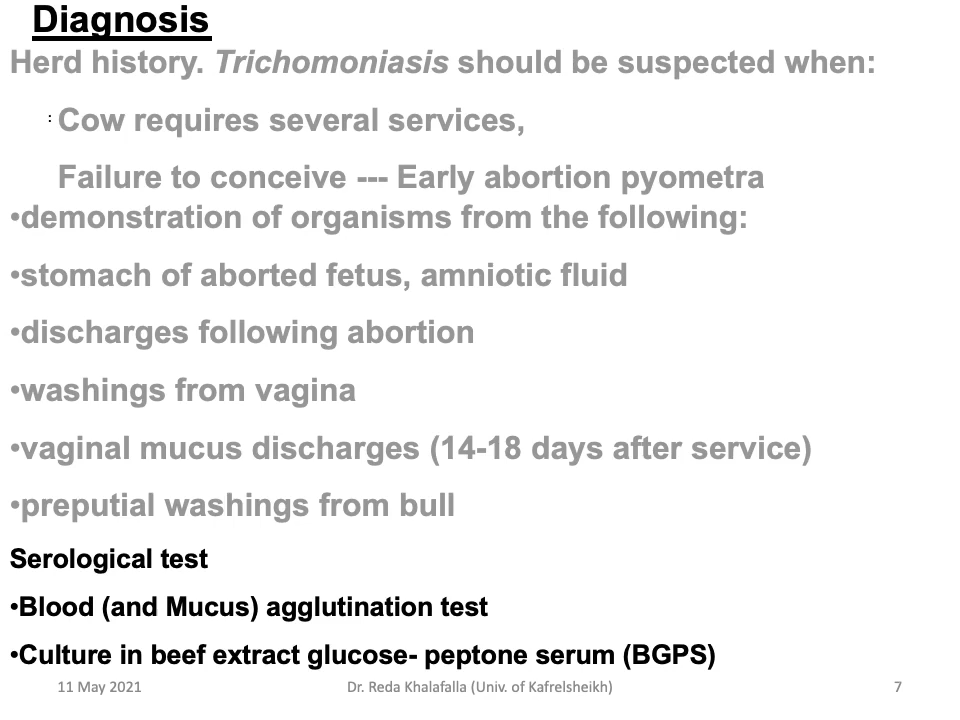 Diagnosis
Herd history. Trichomoniasis should be suspected when:
: Cow requires several services,
Failure to conceive --- Early abortion pyometra
•demonstration of organisms from the following:
•stomach of aborted fetus, amniotic fluid
•discharges following abortion
•washings from vagina
•vaginal mucus discharges (14-18 days after service)
•preputial washings from bull
Serological test
•Blood (and Mucus) agglutination test
•Culture in beef extract glucose- peptone serum (BGPS)
11 May 2021 Dr. Reda Khalafalla (Univ. of Kafrelsheikh) 7